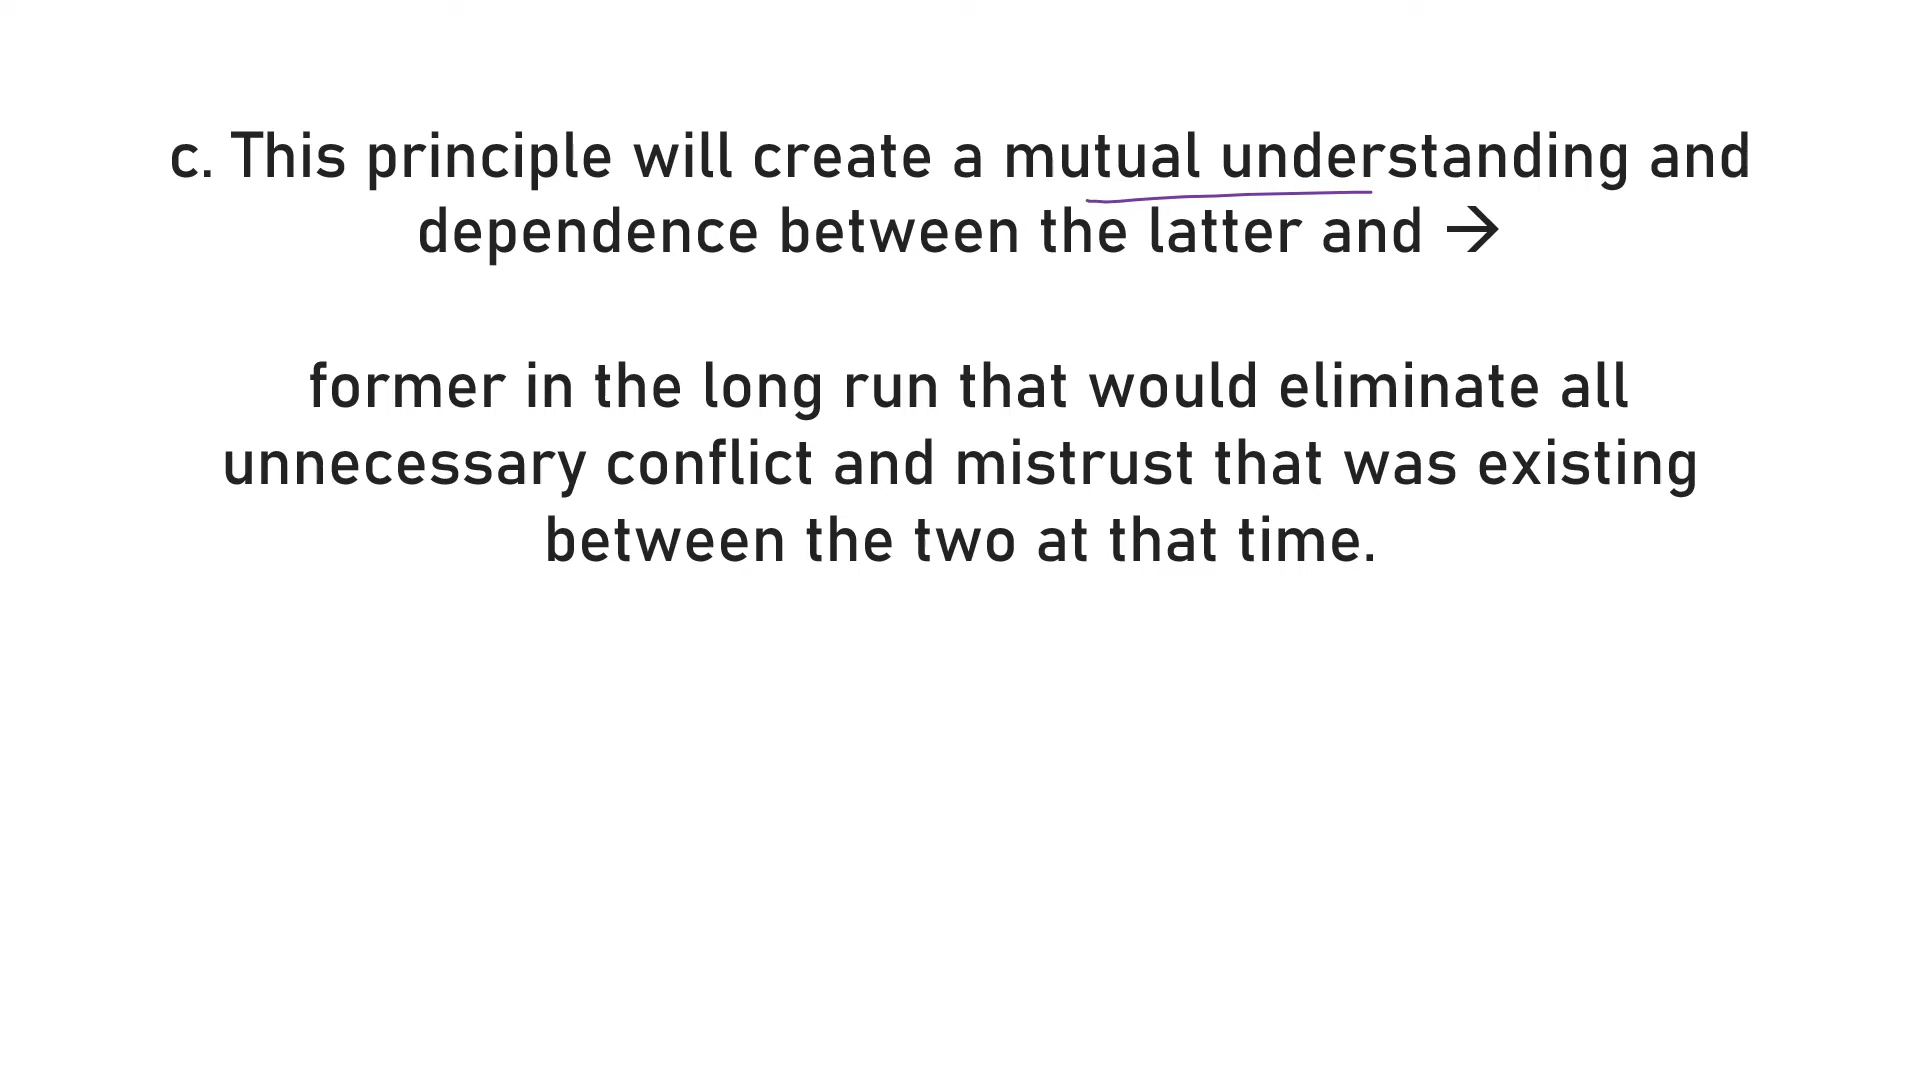 c. This principle will create a mutual understanding and
dependence between the latter and →
former in the long run that would eliminate all
unnecessary conflict and mistrust that was existing
between the two at that time.